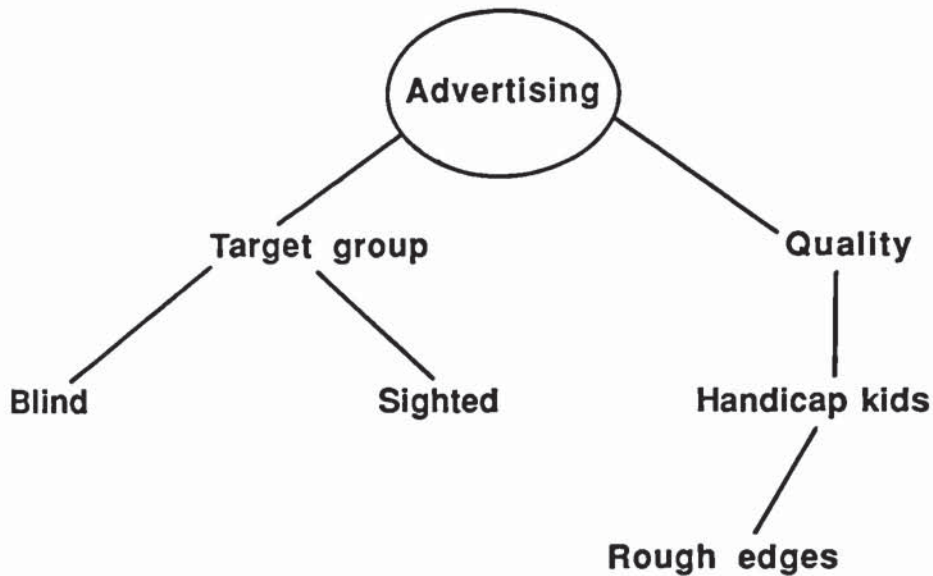 Advertising
Target group
Quality
Blind
Sighted
Handicap kids
Rough edges